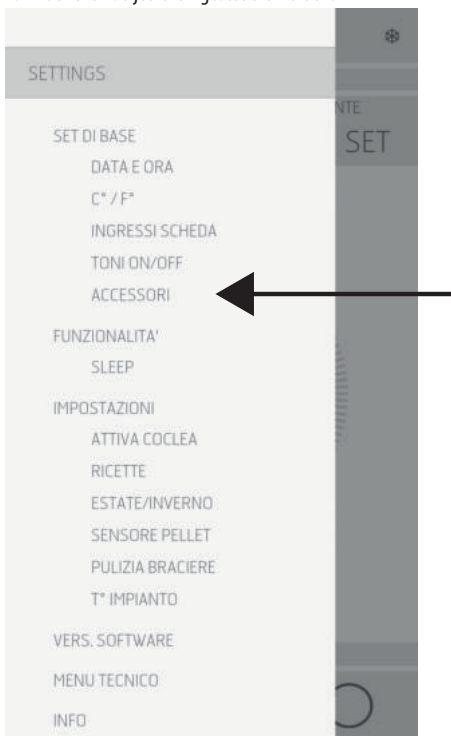 SETTINGS
NTE
SET
SET DI BASE
DATA E ORA
C° / F°
INGRESSI SCHEDA
TONI ON/OFF
ACCESSORI
FUNZIONALITA'
SLEEP
IMPOSTAZIONI
ATTIVA COCLEA
RICETTE
ESTATE/INVERNO
SENSORE PELLET
PULIZIA BRACIERE
T° IMPIANTO
VERS. SOFTWARE
MENU TECNICO
INFO